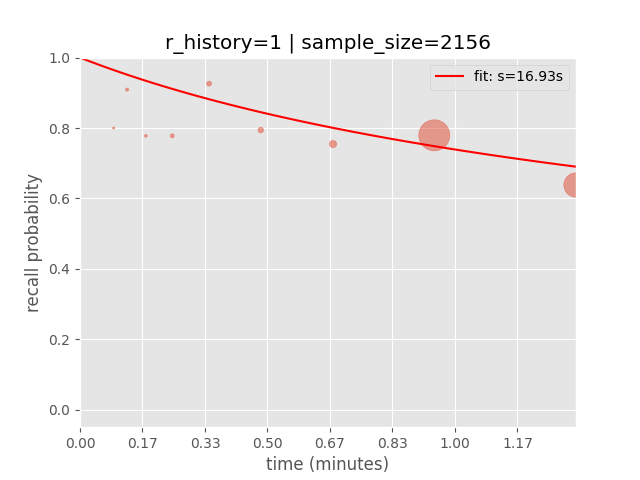 r_history=1 | sample_size=2156
fit: s=16.93s
recall probability
1.0
0.8
0.6
0.4
0.2
0.0
0.00 0.17 0.33 0.50 0.67 0.83 1.00 1.17
time (minutes)